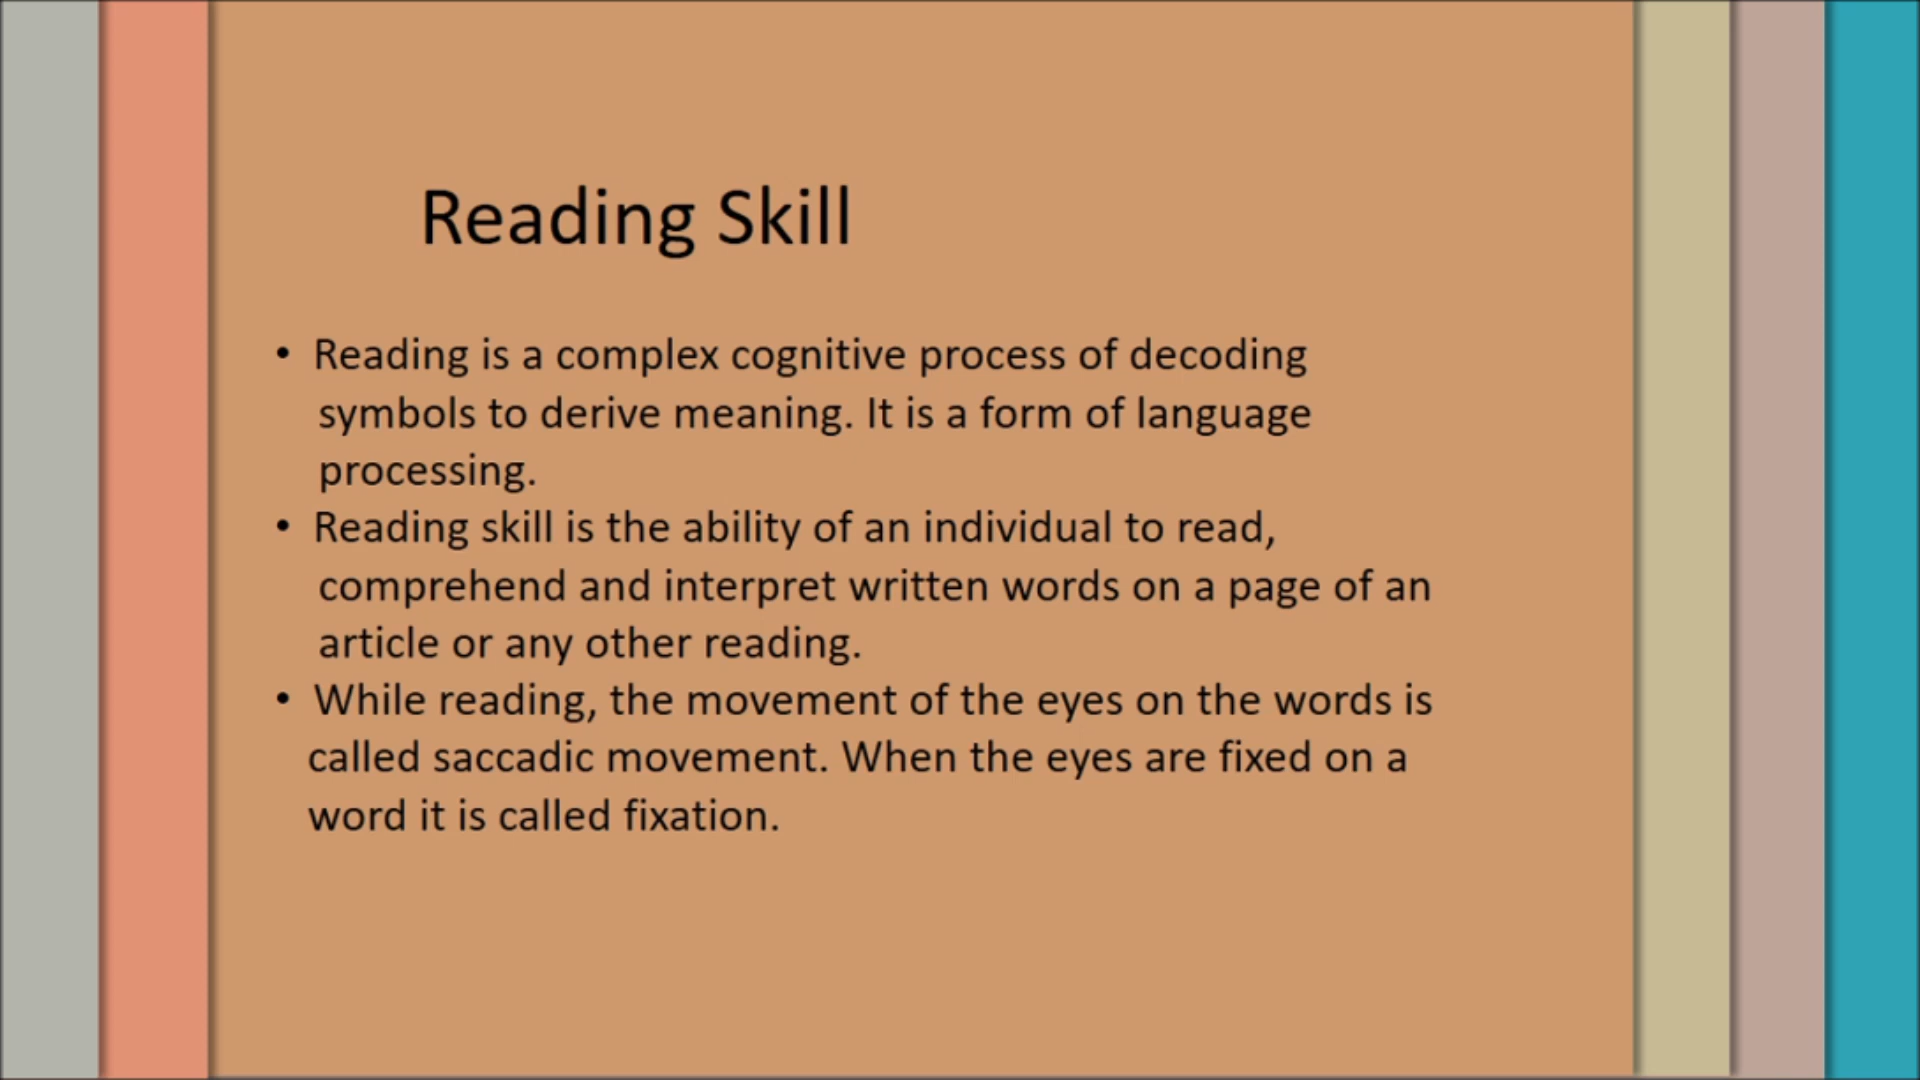 Reading Skill
• Reading is a complex cognitive process of decoding
symbols to derive meaning. It is a form of language
processing.
• Reading skill is the ability of an individual to read,
comprehend and interpret written words on a page of an
article or any other reading.
• While reading, the movement of the eyes on the words is
called saccadic movement. When the eyes are fixed on a
word it is called fixation.